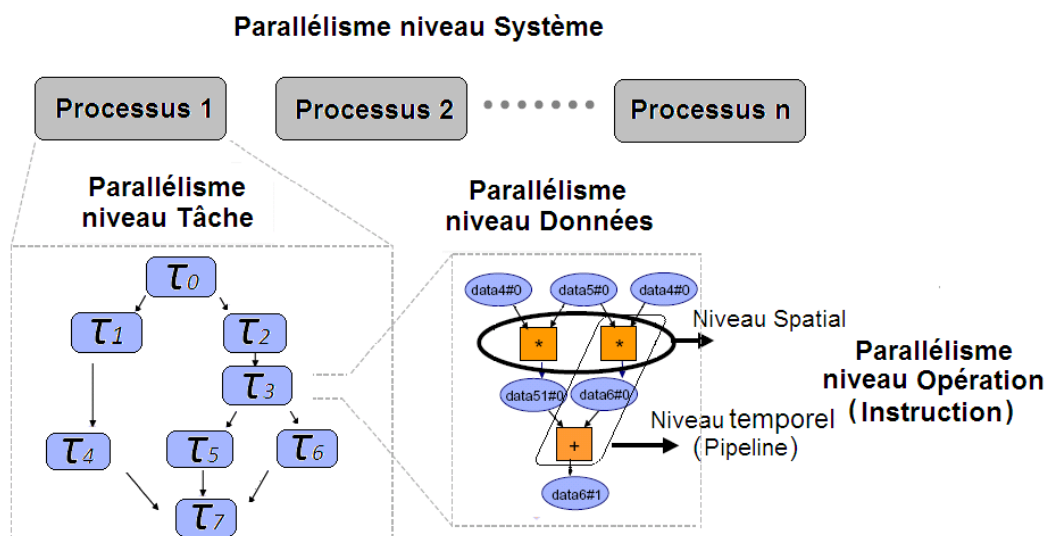 Parallélisme niveau Système
Processus 1
Processus 2
Processus n
Parallélisme
niveau Tâche
Parallélisme
niveau Données
τ0
τ1
τ2
τ3
τ4
τ5
τ6
τ7
data4#0
data5#0
data4#0
*
*
Niveau Spatial
data51#0
data6#0
+
Niveau temporel
(Pipeline)
data6#1
Parallélisme
niveau Opération
(Instruction)